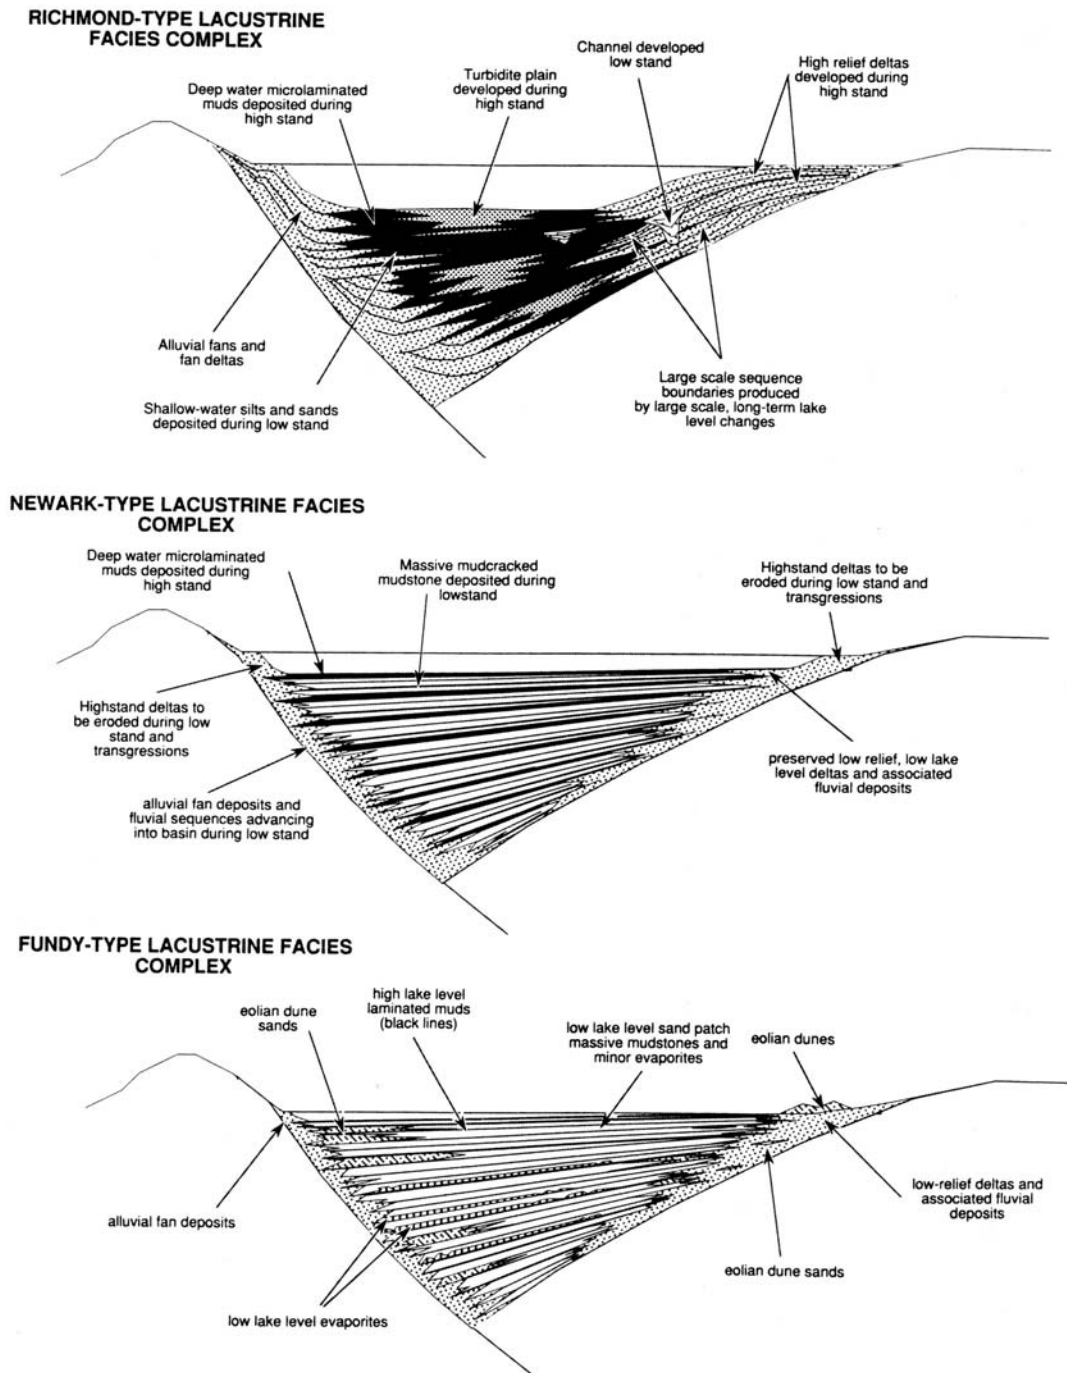 RICHMOND-TYPE LACUSTRINE
FACIES COMPLEX
Deep water microlaminated
muds deposited during
high stand
Turbidite plain
developed during
high stand
Channel developed
low stand
High relief deltas
developed during
high stand
Alluvial fans and
fan deltas
Shallow-water silts and sands
deposited during low stand
Large scale sequence
boundaries produced
by large scale, long-term lake
level changes
NEWARK-TYPE LACUSTRINE FACIES
COMPLEX
Deep water microlaminated
muds deposited during
high stand
Massive mudcracked
mudstone deposited during
lowstand
Highstand deltas to be
eroded during low stand and
transgressions
Highstand deltas to
be eroded during low
stand and
transgressions
alluvial fan deposits and
fluvial sequences advancing
into basin during low stand
preserved low relief, low lake
level deltas and associated
fluvial deposits
FUNDY-TYPE LACUSTRINE FACIES
COMPLEX
eolian dune
sands
high lake level
laminated muds
(black lines)
low lake level sand patch
massive mudstones and
minor evaporites
eolian dunes
alluvial fan deposits
low lake level evaporites
eolian dune sands
low-relief deltas and
associated fluvial
deposits